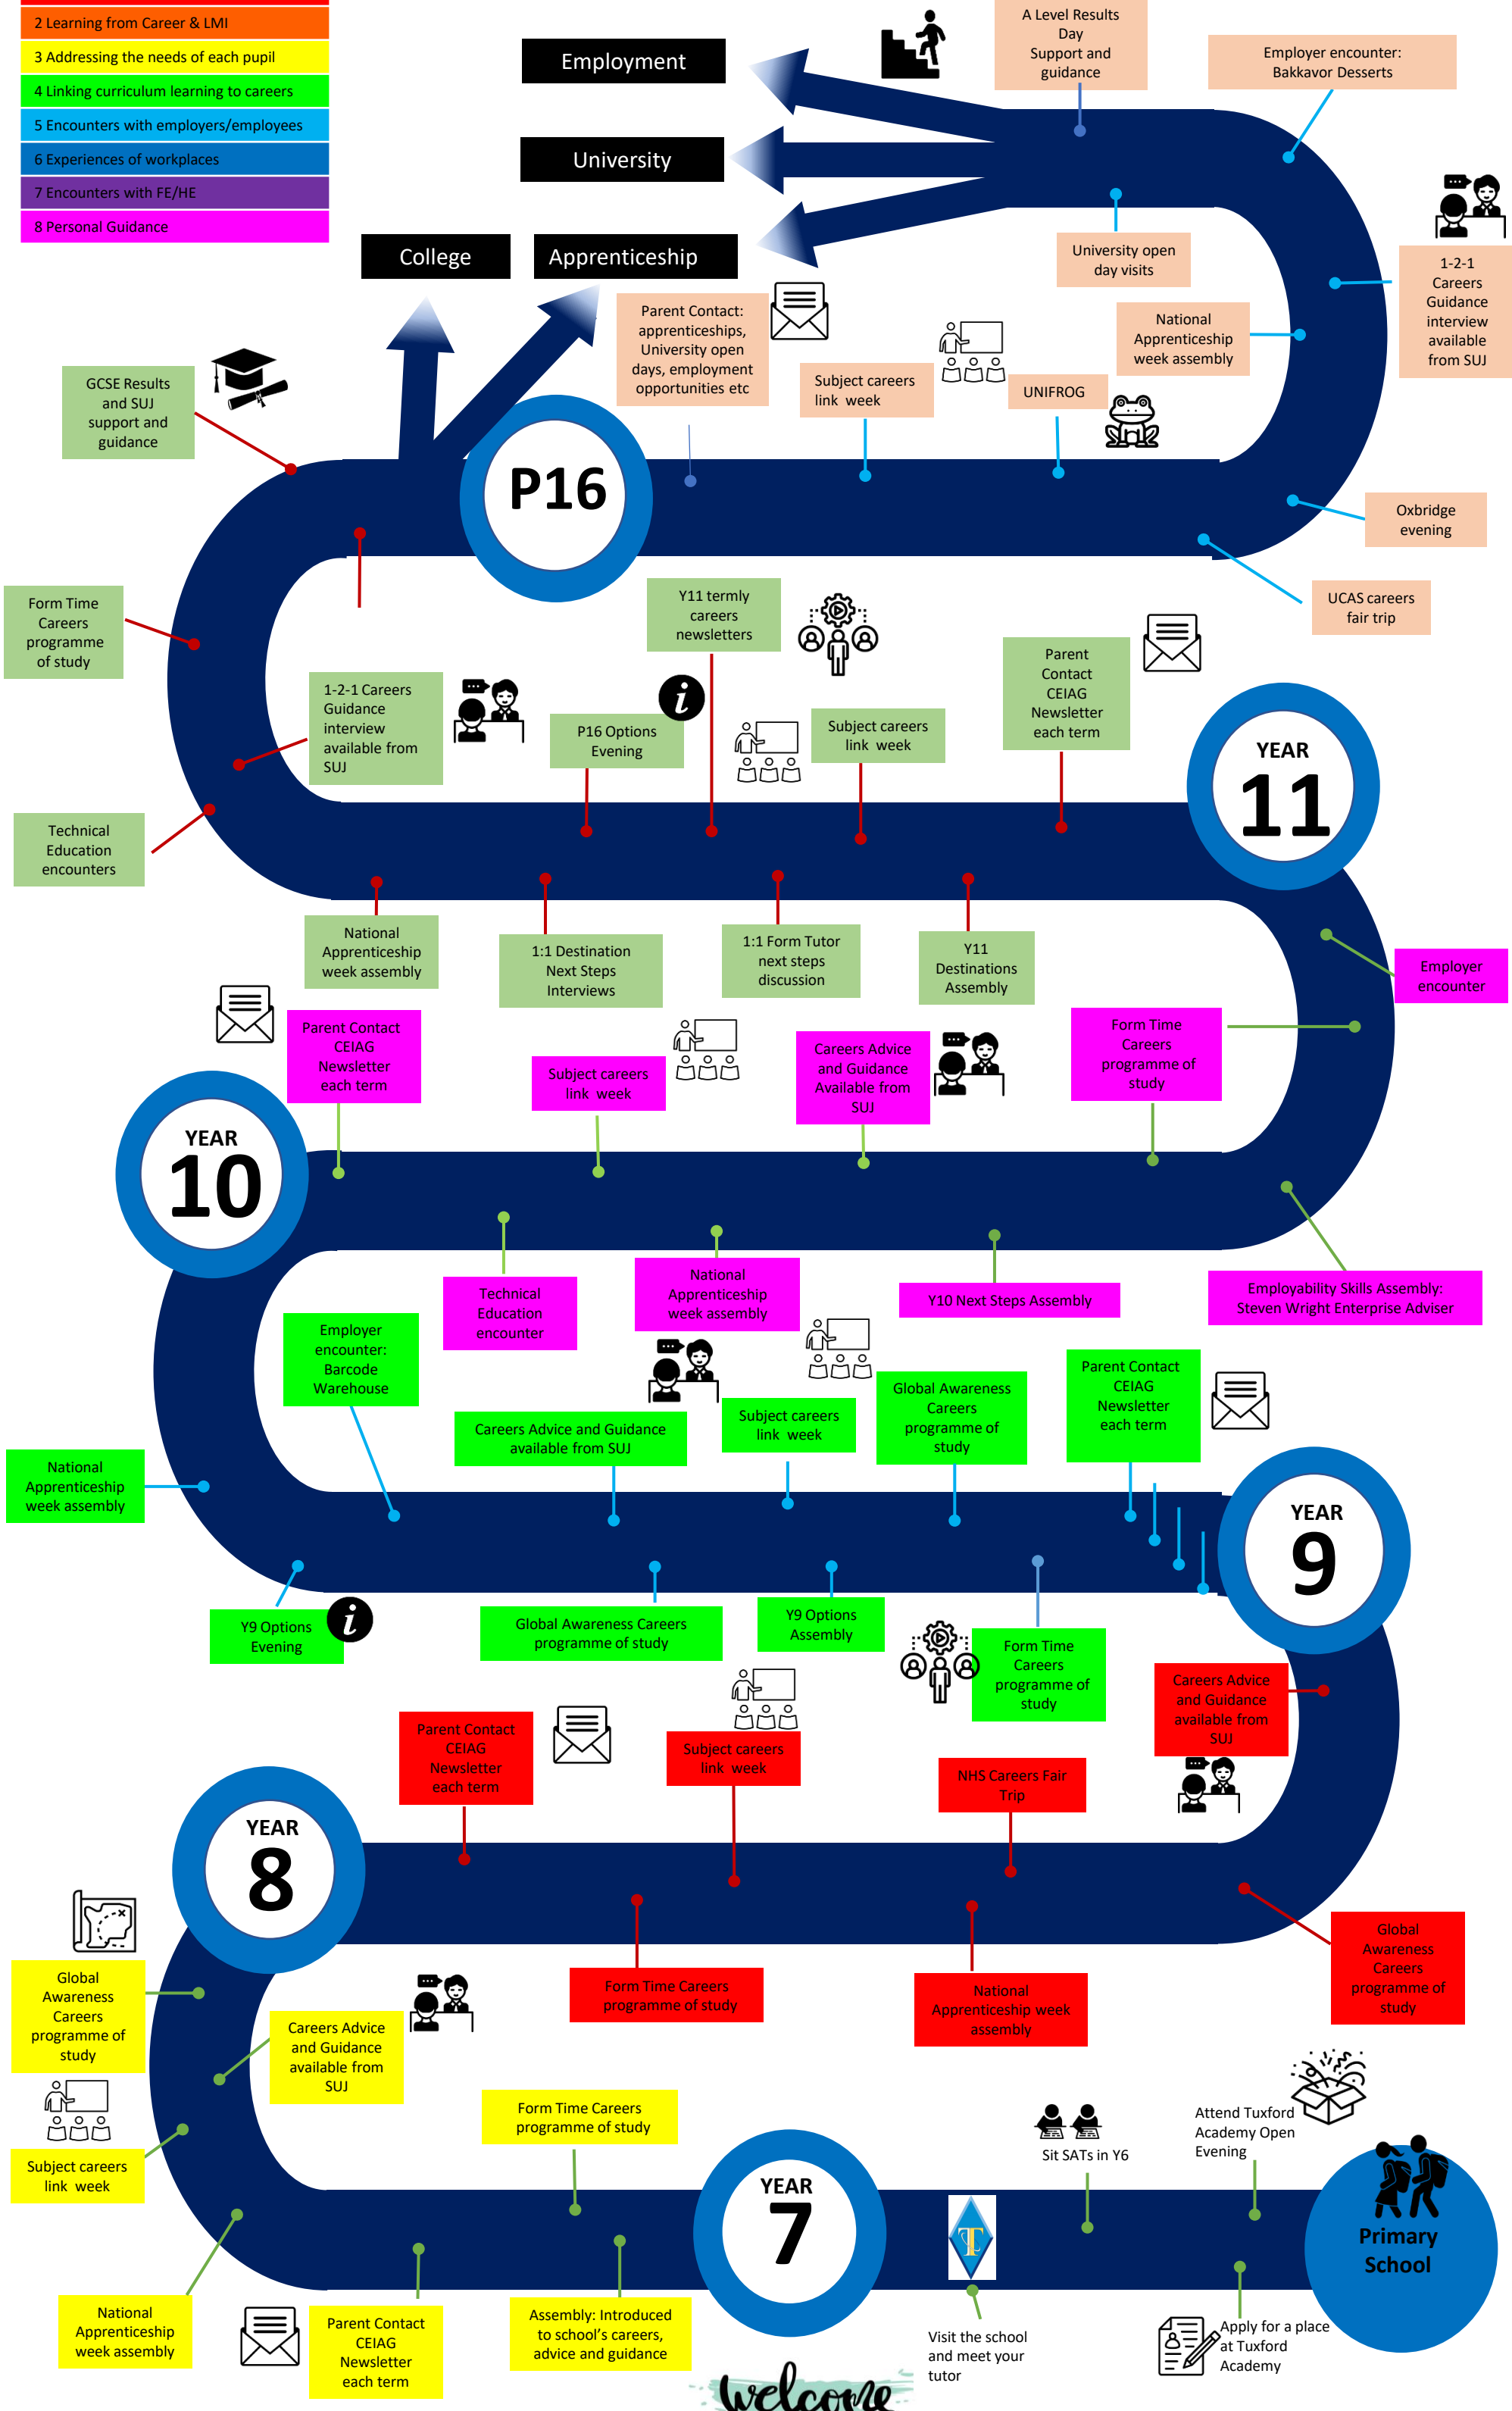 2 Learning from Career & LMI
3 Addressing the needs of each pupil
4 Linking curriculum learning to careers
5 Encounters with employers/employees
6 Experiences of workplaces
7 Encounters with FE/HE
8 Personal Guidance
Employment
University
College
Apprenticeship
A Level Results
Day
Support and
guidance
Employer encounter:
Bakkavor Desserts
University open
day visits
1-2-1
Careers
Guidance
interview
available
from SUJ
National
Apprenticeship
week assembly
Parent Contact:
apprenticeships,
University open
days, employment
opportunities etc
Subject careers
link week
UNIFROG
GCSE Results
and SUJ
support and
guidance
P16
Oxbridge
evening
UCAS careers
fair trip
Form Time
Careers
programme
of study
Y11 termly
careers
newsletters
1-2-1 Careers
Guidance
interview
available from
SUJ
P16 Options
Evening
i
Subject careers
link week
Parent
Contact
CEIAG
Newsletter
each term
YEAR
11
Technical
Education
encounters
National
Apprenticeship
week assembly
1:1 Destination
Next Steps
Interviews
1:1 Form Tutor
next steps
discussion
Y11
Destinations
Assembly
Employer
encounter
Parent Contact
CEIAG
Newsletter
each term
Subject careers
link week
Careers Advice
and Guidance
Available from
SUJ
Form Time
Careers
programme of
study
YEAR
10
Technical
Education
encounter
National
Apprenticeship
week assembly
Y10 Next Steps Assembly
Employability Skills Assembly:
Steven Wright Enterprise Adviser
Employer
encounter:
Barcode
Warehouse
Careers Advice and Guidance
available from SUJ
Subject careers
link week
Global Awareness
Careers
programme of
study
Parent Contact
CEIAG
Newsletter
each term
National
Apprenticeship
week assembly
YEAR
9
Y9 Options
Evening
i
Global Awareness Careers
programme of study
Y9 Options
Assembly
Form Time
Careers
programme of
study
Careers Advice
and Guidance
available from
SUJ
Parent Contact
CEIAG
Newsletter
each term
Subject careers
link week
NHS Careers Fair
Trip
YEAR
8
Global
Awareness
Careers
programme of
study
Form Time Careers
programme of study
National
Apprenticeship week
assembly
Global
Awareness
Careers
programme of
study
Careers Advice
and Guidance
available from
SUJ
Subject careers
link week
Form Time Careers
programme of study
YEAR
7
T
Sit SATs in Y6
Attend Tuxford
Academy Open
Evening
Primary
School
National
Apprenticeship
week assembly
Parent Contact
CEIAG
Newsletter
each term
Assembly: Introduced
to school's careers,
advice and guidance
Visit the school
and meet your
tutor
Apply for a place
at Tuxford
Academy
welcome